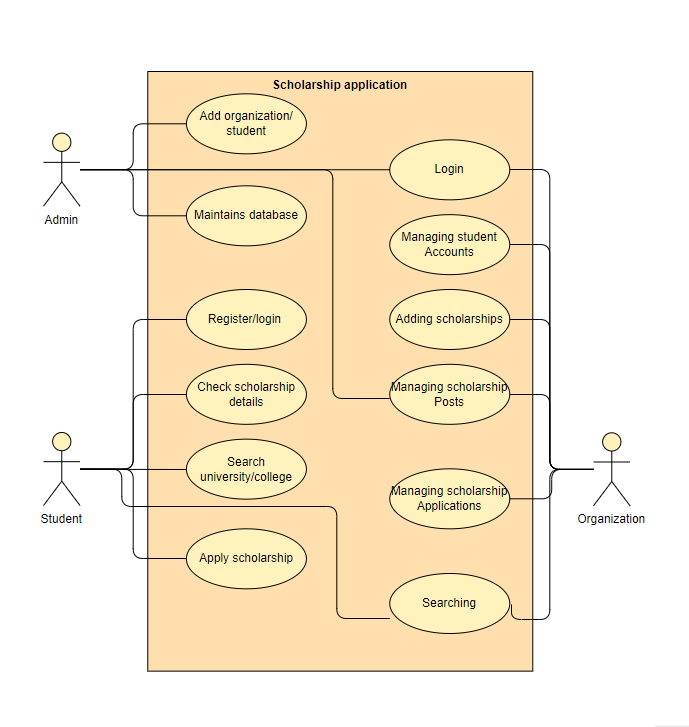 Scholarship application
Add organization/
student
Login
Admin
Maintains database
Managing student
Accounts
Register/login
Adding scholarships
Check scholarship
details
Managing scholarship
Posts
Search
university/college
Managing scholarship
Applications
Student
Organization
Apply scholarship
Searching